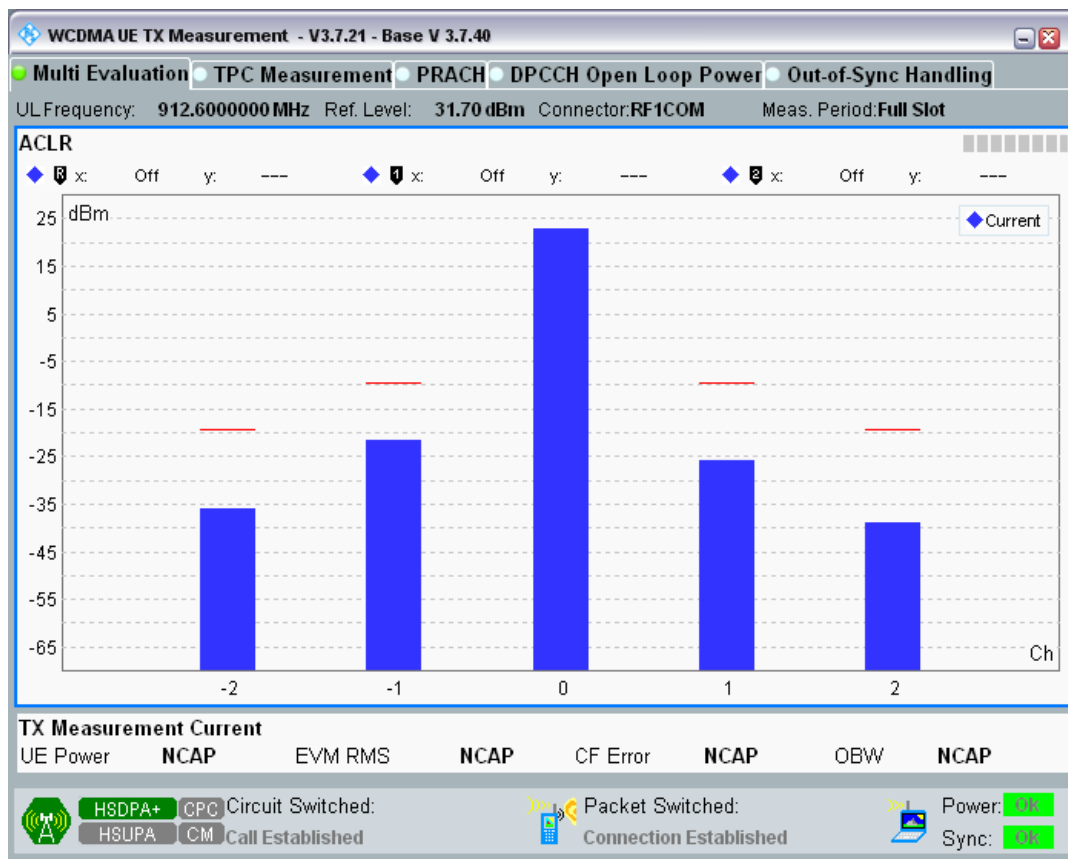 WCDMA UE TX Measurement - V3.7.21 - Base V 3.7.40
Multi Evaluation TPC Measurement PRACH DPCCH Open Loop Power Out-of-Sync Handling
UL Frequency: 912.6000000 MHz Ref. Level: 31.70 dBm Connector:RF1COM Meas. Period:Full Slot
ACLR
R x: Off y: --- 1 x: Off y: --- 2 x: Off y: ---
dBm
Current
25
15
5
-5
-15
-25
-35
-45
-55
-65
Ch
-2 -1 0 1 2
TX Measurement Current
UE Power NCAP EVM RMS NCAP CF Error NCAP OBW NCAP
HSDPA+ CPC Circuit Switched: Packet Switched: Power: OK
HSUPA CM Call Established Connection Established Sync: OK